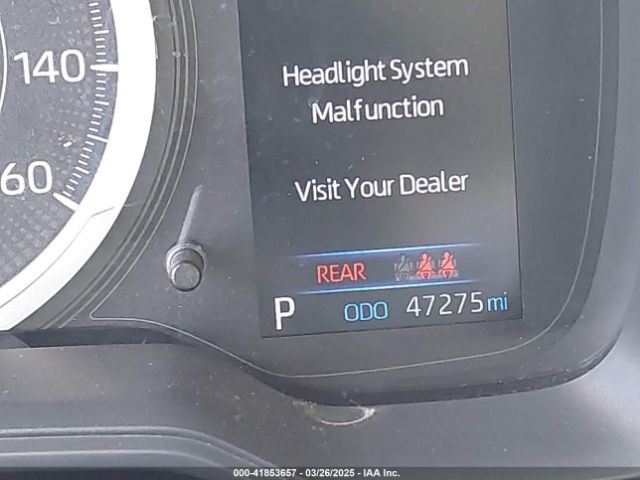 140
60
Headlight System
Malfunction
Visit Your Dealer
REAR
P ODO 47275 mi
000-41853657 - 03/26/2025 - IAA Inc.